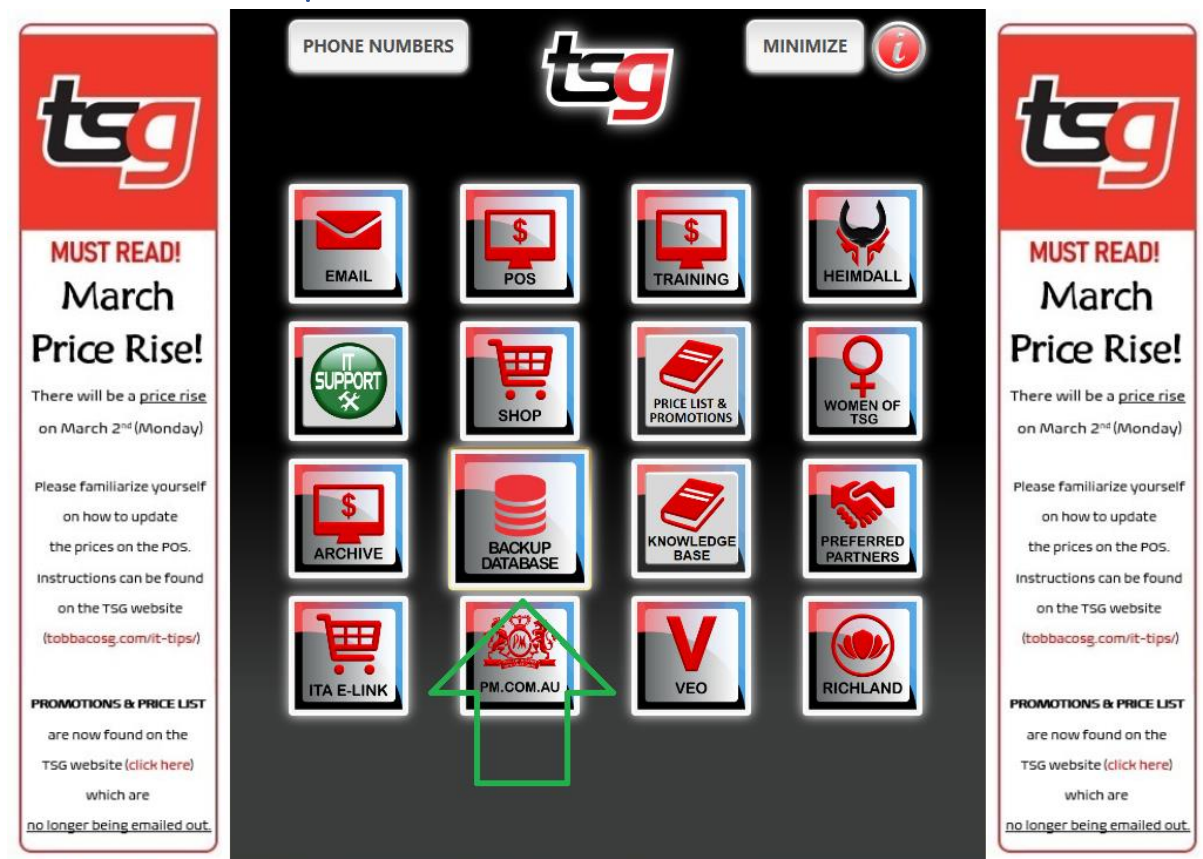 tsg
MUST READ!
March
Price Rise!
There will be a price rise
on March 2nd (Monday)
Please familiarize yourself
on how to update
the prices on the POS.
Instructions can be found
on the TSG website
(tobbacosg.com/it-tips/)
PROMOTIONS & PRICE LIST
are now found on the
TSG website (click here)
which are
no longer being emailed out.
PHONE NUMBERS
tsg
MINIMIZE
i
$
$
EMAIL
POS
TRAINING
HEIMDALL
IT
SUPPORT
SHOP
PRICE LIST &
PROMOTIONS
WOMEN OF
TSG
$
ARCHIVE
BACKUP
DATABASE
KNOWLEDGE
BASE
PREFERRED
PARTNERS
ITA E-LINK
PM
PM.COM.AU
V
VEO
RICHLAND
tsg
MUST READ!
March
Price Rise!
There will be a price rise
on March 2nd (Monday)
Please familiarize yourself
on how to update
the prices on the POS.
Instructions can be found
on the TSG website
(tobbacosg.com/it-tips/)
PROMOTIONS & PRICE LIST
are now found on the
TSG website (click here)
which are
no longer being emailed out.